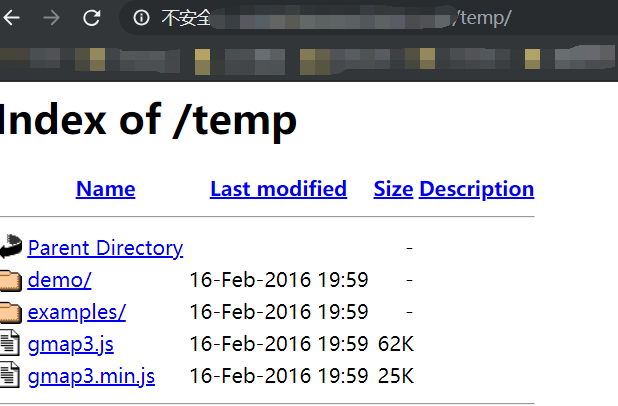 不安全 /temp/
Index of /temp
Name Last modified Size Description
Parent Directory -
demo/ 16-Feb-2016 19:59 -
examples/ 16-Feb-2016 19:59 -
gmap3.js 16-Feb-2016 19:59 62K
gmap3.min.js 16-Feb-2016 19:59 25K